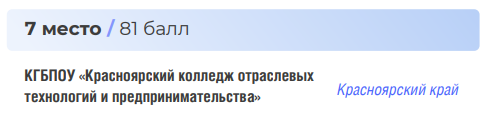 7 место / 81 балл
КГБПОУ «Красноярский колледж отраслевых
технологий и предпринимательства»
Красноярский край